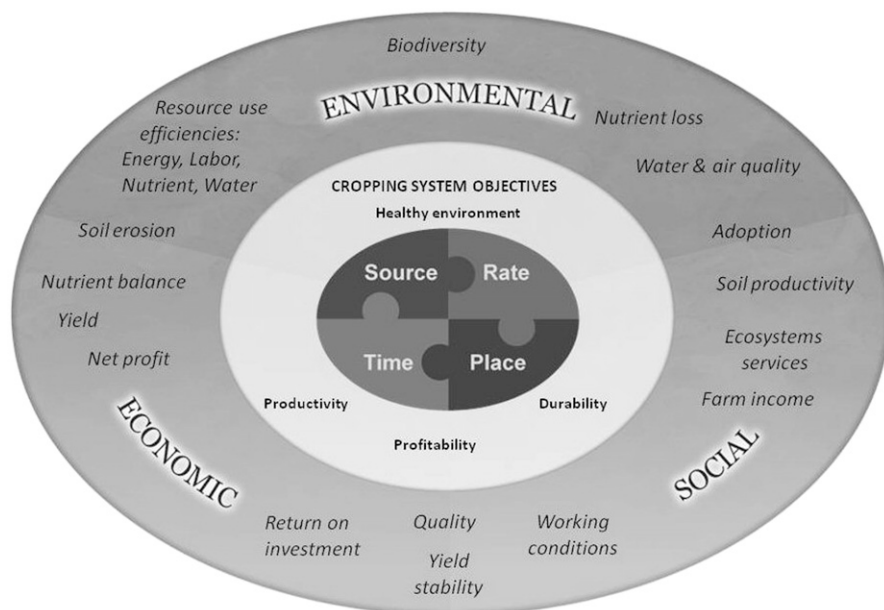 Biodiversity
ENVIRONMENTAL
Resource use
efficiencies:
Energy, Labor,
Nutrient, Water
Nutrient loss
Water & air quality
CROPPING SYSTEM OBJECTIVES
Healthy environment
Soil erosion
Adoption
Nutrient balance
Soil productivity
Source
Rate
Yield
Ecosystems
services
Net profit
Time
Place
Farm income
Productivity
Durability
Profitability
ECONOMIC
SOCIAL
Return on
investment
Quality
Yield
stability
Working
conditions